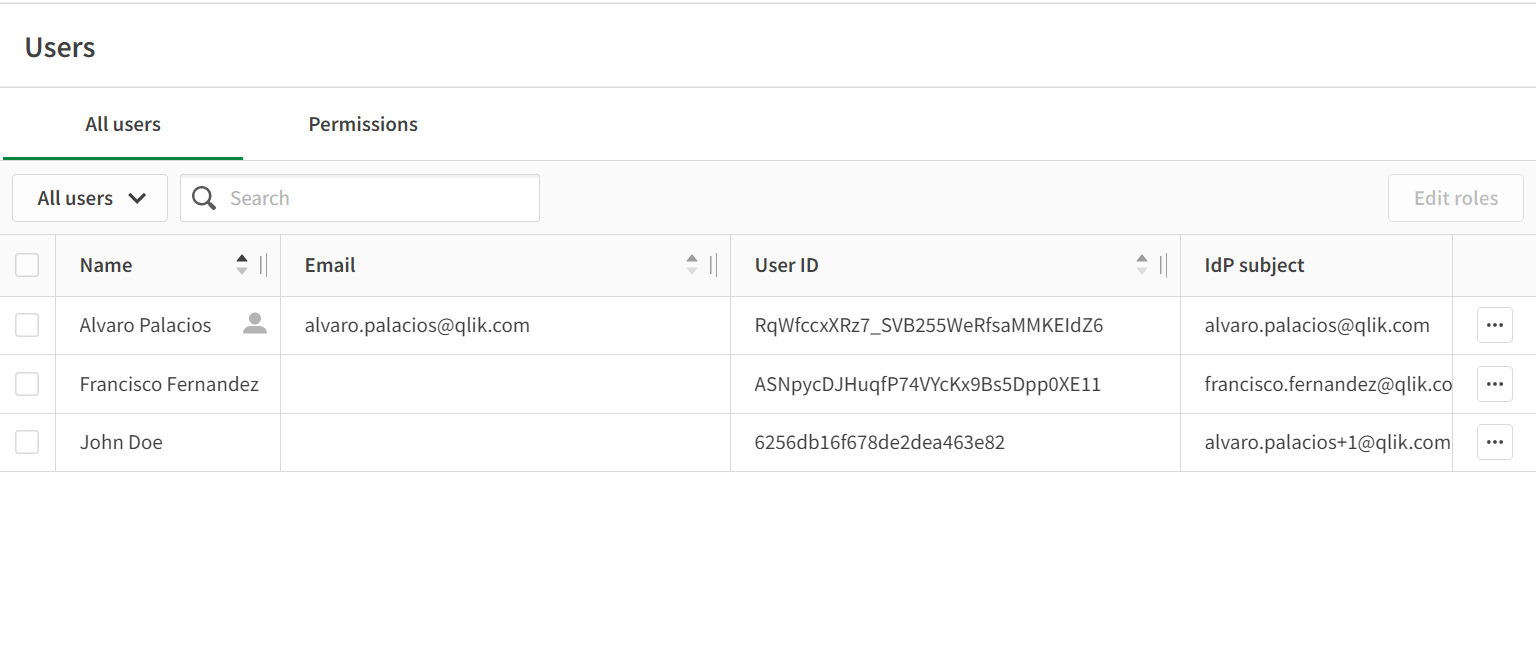 Users
All users Permissions
All users Search Edit roles
Name Email User ID IdP subject
Alvaro Palacios alvaro.palacios@qlik.com RqWfccxXRz7_SVB255WeRfsaMMKEIdZ6 alvaro.palacios@qlik.com
Francisco Fernandez ASNpycDJHuqfP74VYcKx9Bs5Dpp0XE11 francisco.fernandez@qlik.co
John Doe 6256db16f678de2dea463e82 alvaro.palacios+1@qlik.com